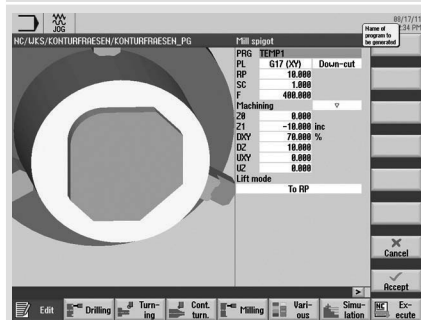 JOG
08/17/11
2:34 PM
Name of
program to
be generated
NC/WKS/KONTURFRAESEN/KONTURFRAESEN_PG
Mill spigot
PRG TEMP1
PL G17 (XY) Down-cut
RP 10.000
SC 1.000
F 400.000
Machining ▽
Z0 0.000
Z1 -10.000 inc
DXY 70.000 %
DZ 10.000
UXY 0.000
UZ 0.000
Lift mode
To RP
Cancel
Accept
>
Edit
Drilling
Turn-
ing
Cont.
turn.
Milling
Vari-
ous
Simu-
lation
NC
Ex-
ecute